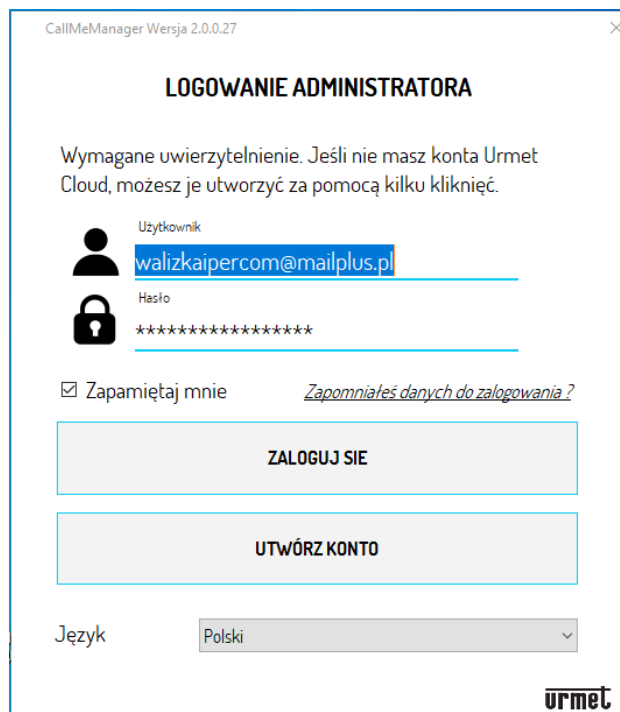 CallMeManager Wersja 2.0.0.27
LOGOWANIE ADMINISTRATORA
Wymagane uwierzytelnienie. Jeśli nie masz konta Urmet
Cloud, możesz je utworzyć za pomocą kilku kliknięć.
Użytkownik
walizkaipercom@mailplus.pl
Hasło
*****************
Zapamiętaj mnie
Zapomniałeś danych do zalogowania ?
ZALOGUJ SIE
UTWÓRZ KONTO
Język
Polski
urmet